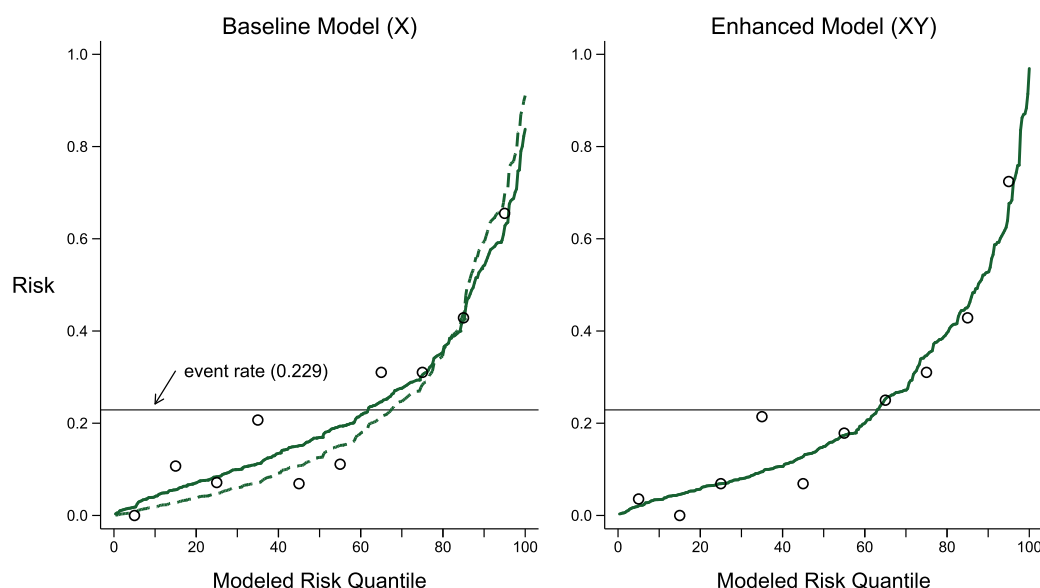 Baseline Model (X)
Enhanced Model (XY)
1.0
0.8
0.6
0.4
0.2
0.0
Risk
event rate (0.229)
0 20 40 60 80 100
Modeled Risk Quantile
1.0
0.8
0.6
0.4
0.2
0.0
0 20 40 60 80 100
Modeled Risk Quantile